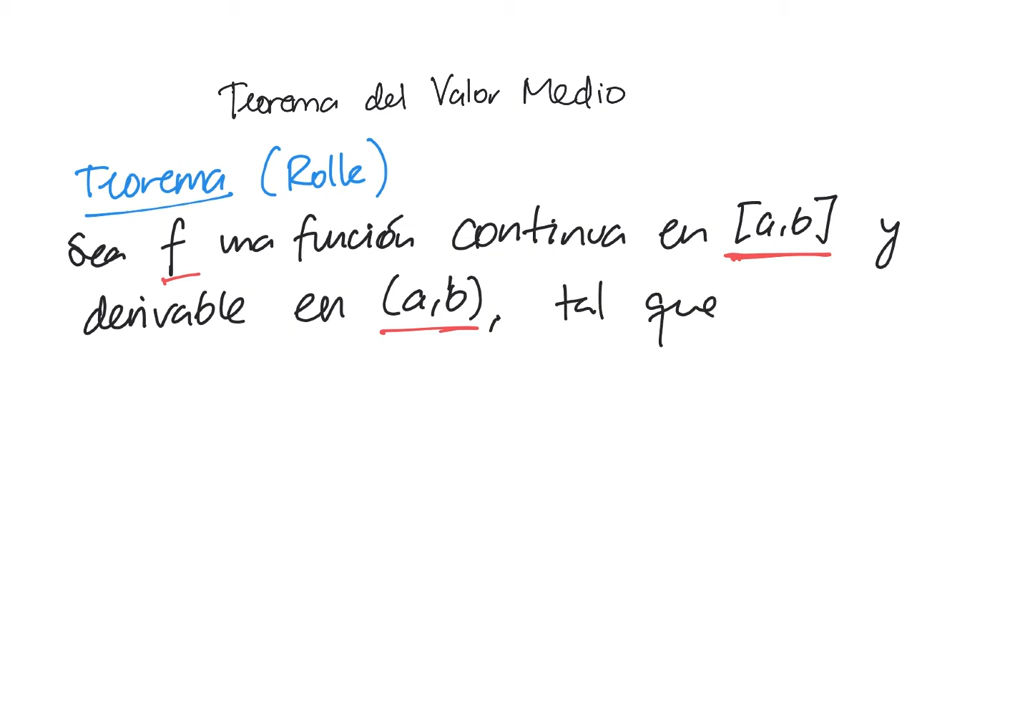 Teorema del Valor Medio
Teorema (Rolle)
Sea f una función continua en [a,b] y
derivable en (a,b), tal que